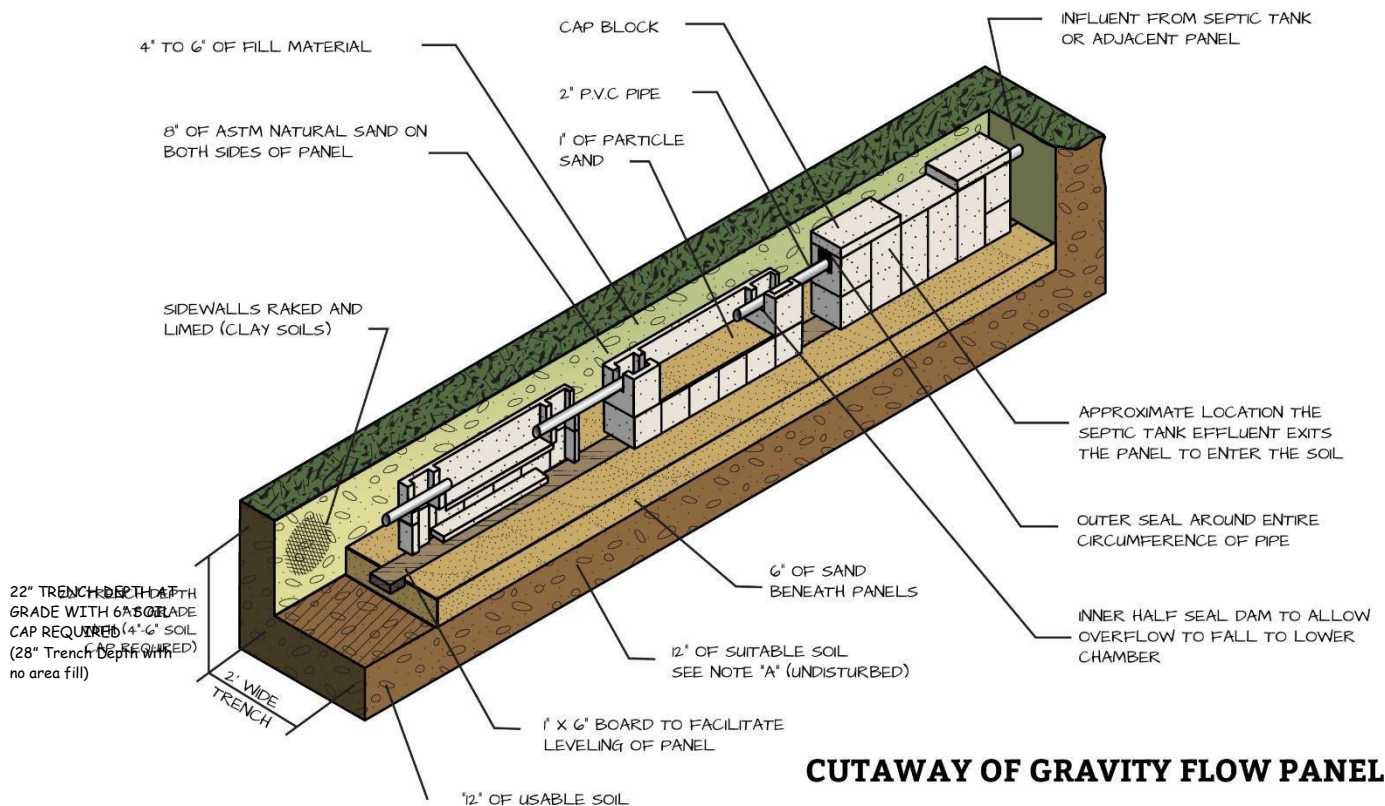 INFLUENT FROM SEPTIC TANK
OR ADJACENT PANEL
CAP BLOCK
4" TO 6" OF FILL MATERIAL
2" P.V.C PIPE
8" OF ASTM NATURAL SAND ON
BOTH SIDES OF PANEL
1" OF PARTICLE
SAND
SIDEWALLS RAKED AND
LIMED (CLAY SOILS)
APPROXIMATE LOCATION THE
SEPTIC TANK EFFLUENT EXITS
THE PANEL TO ENTER THE SOIL
OUTER SEAL AROUND ENTIRE
CIRCUMFERENCE OF PIPE
6" OF SAND
BENEATH PANELS
22" TRENCH DEPTH AT
GRADE WITH 6" SOIL
CAP REQUIRED
(28" Trench Depth with
no area fill)
(4"-6" SOIL
CAP REQUIRED)
INNER HALF SEAL DAM TO ALLOW
OVERFLOW TO FALL TO LOWER
CHAMBER
12" OF SUITABLE SOIL
SEE NOTE "A" (UNDISTURBED)
2' WIDE
TRENCH
1" X 6" BOARD TO FACILITATE
LEVELING OF PANEL
CUTAWAY OF GRAVITY FLOW PANEL
"12" OF USABLE SOIL